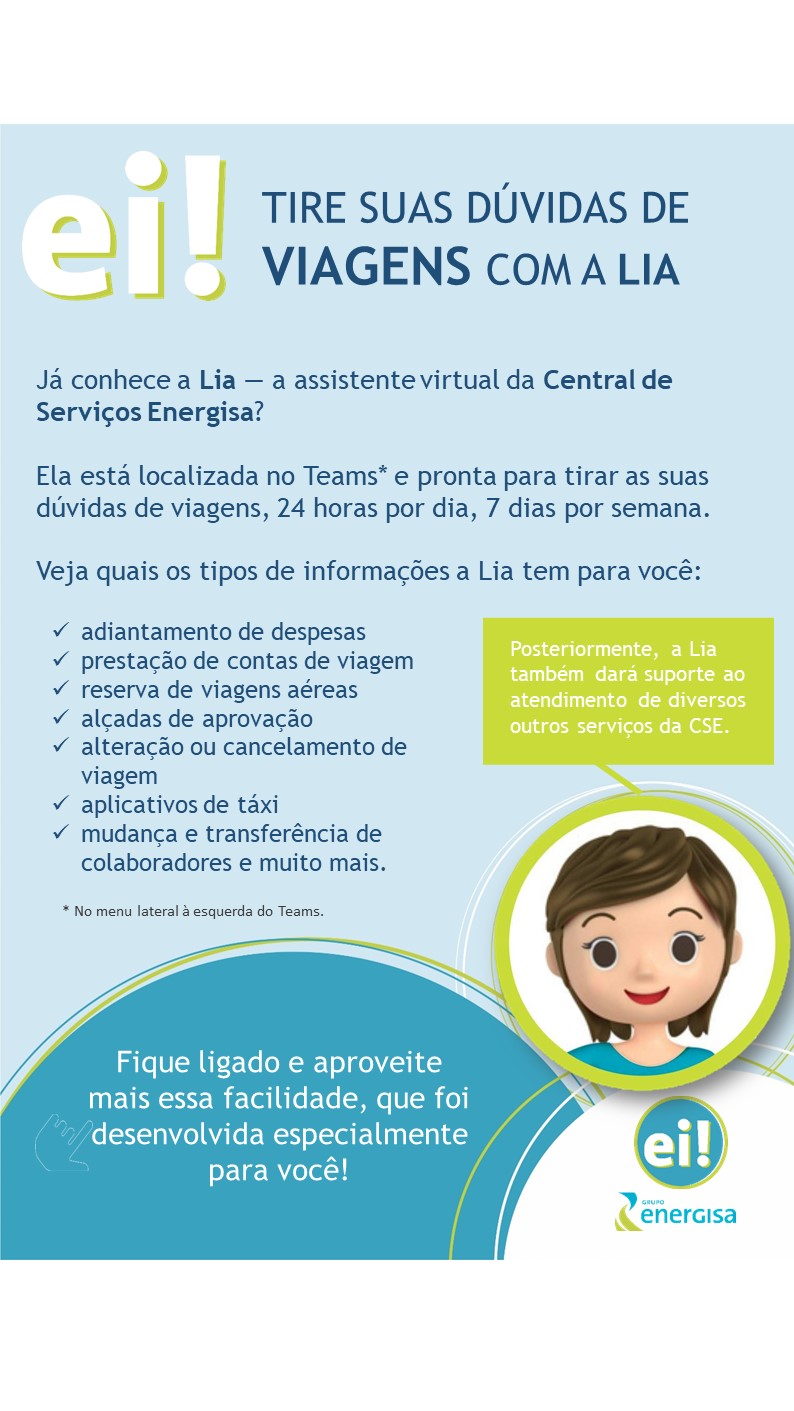 ei!
TIRE SUAS DÚVIDAS DE
VIAGENS COM A LIA
Já conhece a Lia — a assistente virtual da Central de
Serviços Energisa?
Ela está localizada no Teams* e pronta para tirar as suas
dúvidas de viagens, 24 horas por dia, 7 dias por semana.
Veja quais os tipos de informações a Lia tem para você:
✓ adiantamento de despesas
✓ prestação de contas de viagem
✓ reserva de viagens aéreas
✓ alçadas de aprovação
✓ alteração ou cancelamento de
viagem
✓ aplicativos de táxi
✓ mudança e transferência de
colaboradores e muito mais.
* No menu lateral à esquerda do Teams.
Posteriormente, a Lia
também dará suporte ao
atendimento de diversos
outros serviços da CSE.
Fique ligado e aproveite
mais essa facilidade, que foi
desenvolvida especialmente
para você!
ei!
GRUPO
energisa